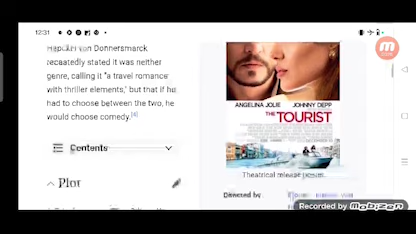 12:31
von Donnersmarck
repeatedly stated it was neither
genre, calling it "a travel romance
with thriller elements," but that if he
had to choose between the two, he
would choose comedy.[6]
Contents
Plot
ANGELINA JOLIE JOHNNY DEPP
THE TOURIST
Theatrical release poster
Directed by
Recorded by Mobizen